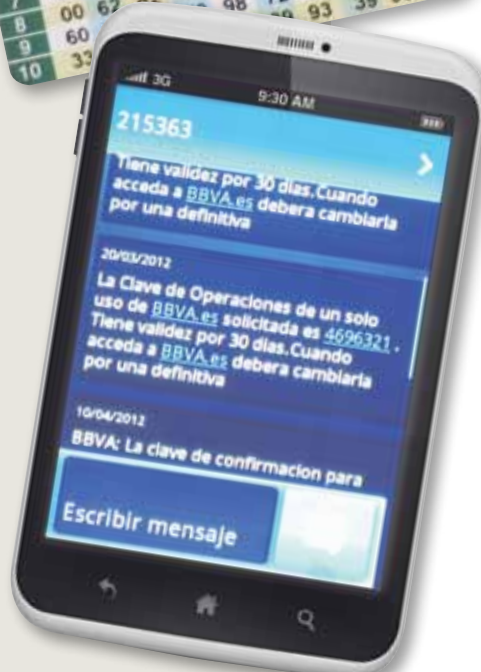 8 00 62 98
93 39
9 60
10 33
3G 9:30 AM
215363
Tiene validez por 30 dias.Cuando
acceda a BBVA.es debera cambiarla
por una definitiva
20/03/2012
La Clave de Operaciones de un solo
uso de BBVA.es solicitada es 4696321 .
Tiene validez por 30 dias.Cuando
acceda a BBVA.es debera cambiarla
por una definitiva
10/04/2012
BBVA: La clave de confirmacion para
Escribir mensaje